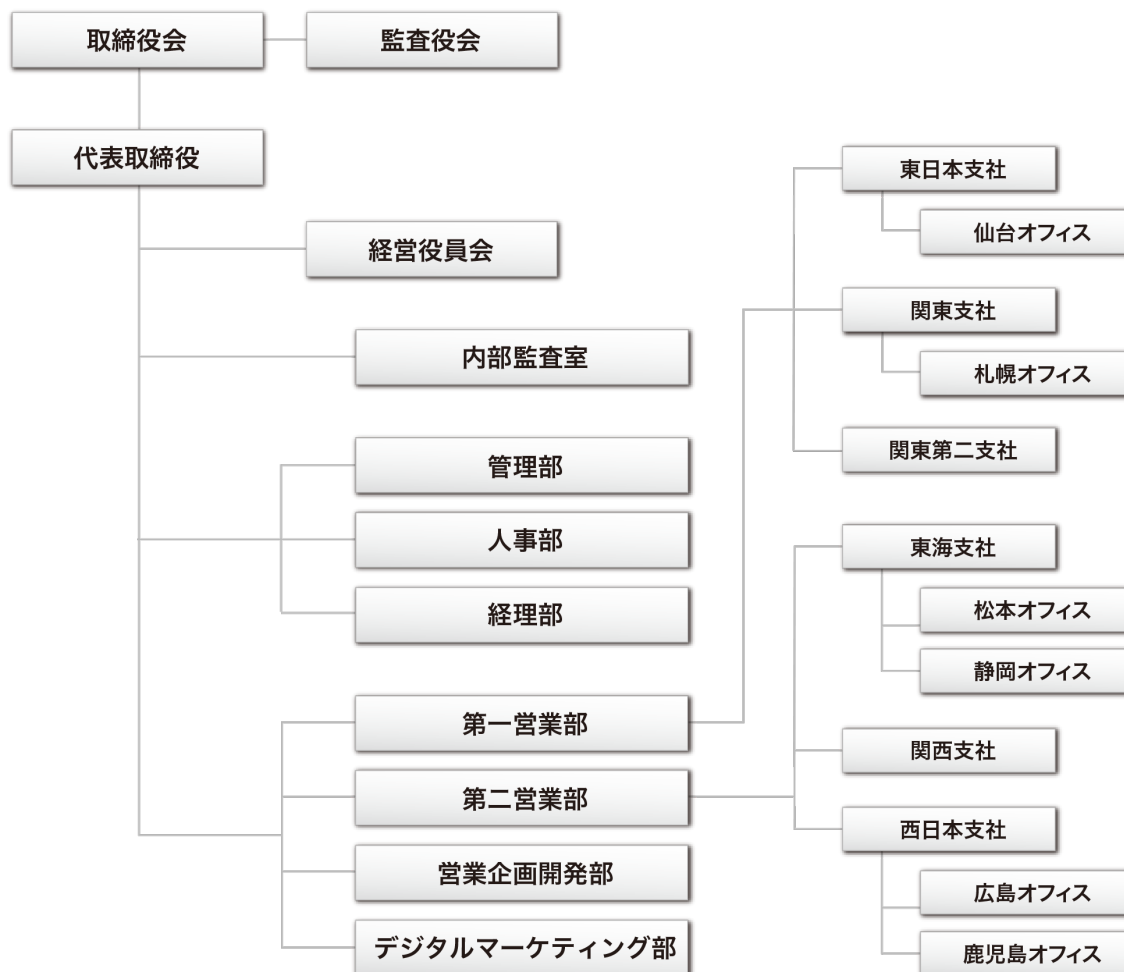 取締役会
監査役会
代表取締役
経営役員会
内部監査室
管理部
人事部
経理部
第一営業部
第二営業部
営業企画開発部
デジタルマーケティング部
東日本支社
仙台オフィス
関東支社
札幌オフィス
関東第二支社
東海支社
松本オフィス
静岡オフィス
関西支社
西日本支社
広島オフィス
鹿児島オフィス